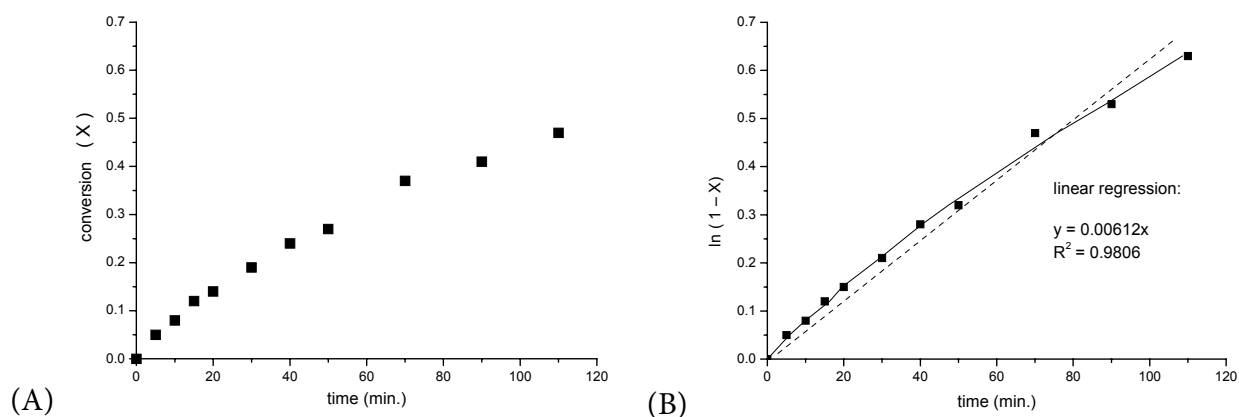 0.7
0.6
0.5
0.4
0.3
0.2
0.1
0.0
conversion ( X )
0 20 40 60 80 100 120
time (min.)
(A)
0.7
0.6
0.5
0.4
0.3
0.2
0.1
0.0
ln ( 1 – X )
linear regression:
y = 0.00612x
R² = 0.9806
0 20 40 60 80 100 120
time (min.)
(B)